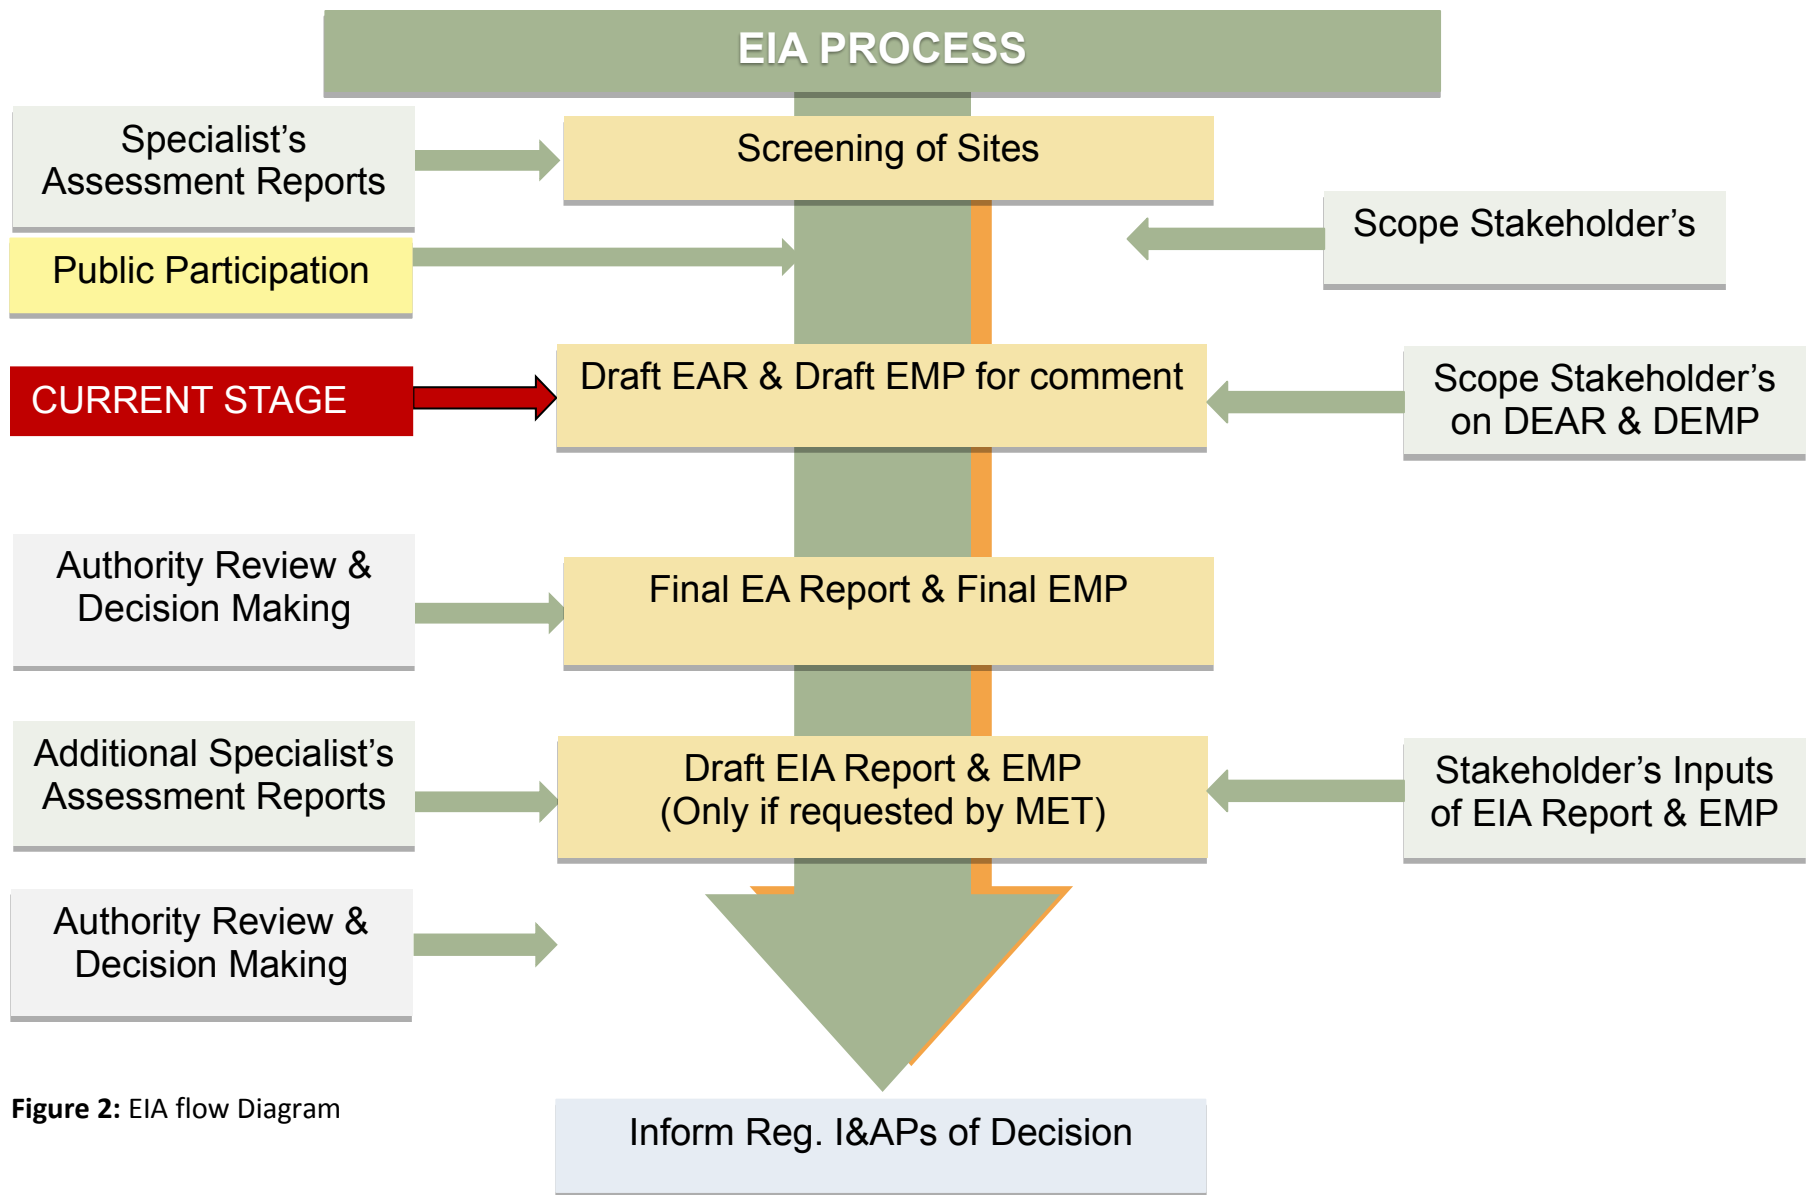 EIA PROCESS
Specialist's
Assessment Reports
Screening of Sites
Scope Stakeholder's
Public Participation
CURRENT STAGE
Draft EAR & Draft EMP for comment
Scope Stakeholder's
on DEAR & DEMP
Authority Review &
Decision Making
Final EA Report & Final EMP
Additional Specialist's
Assessment Reports
Draft EIA Report & EMP
(Only if requested by MET)
Stakeholder's Inputs
of EIA Report & EMP
Authority Review &
Decision Making
Figure 2: EIA flow Diagram
Inform Reg. I&APs of Decision